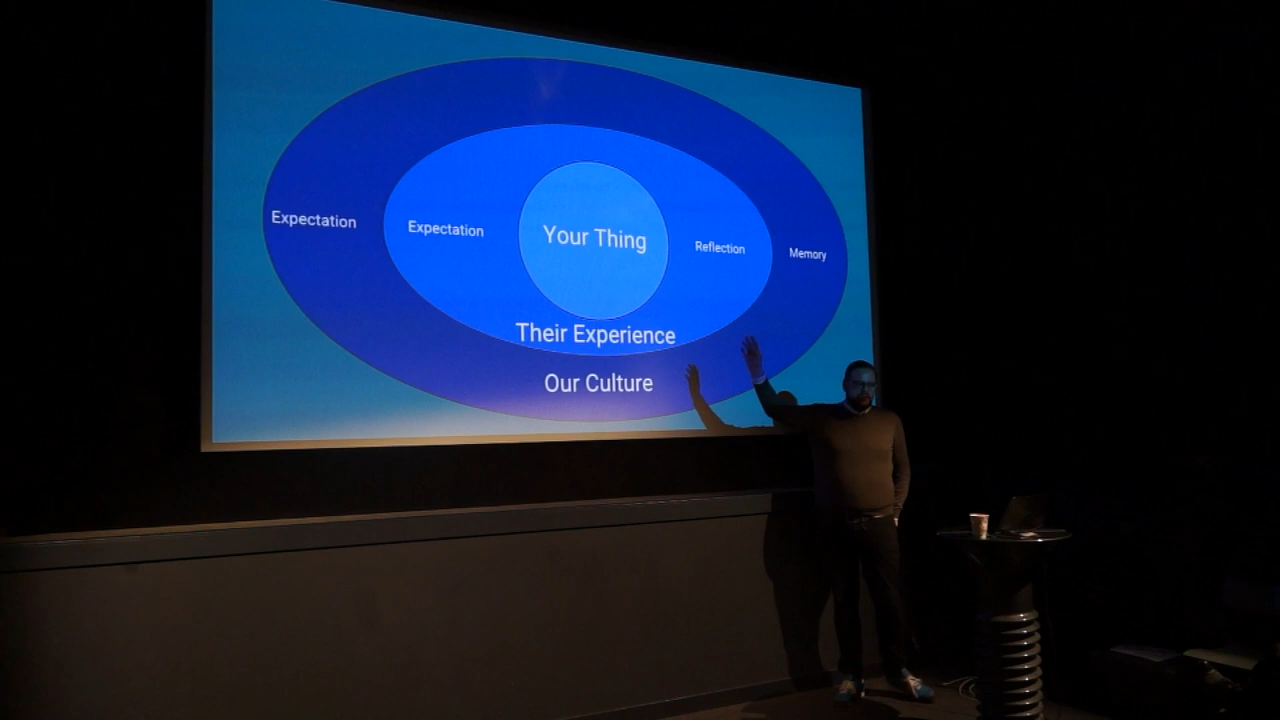 Expectation
Expectation
Your Thing
Reflection
Memory
Their Experience
Our Culture